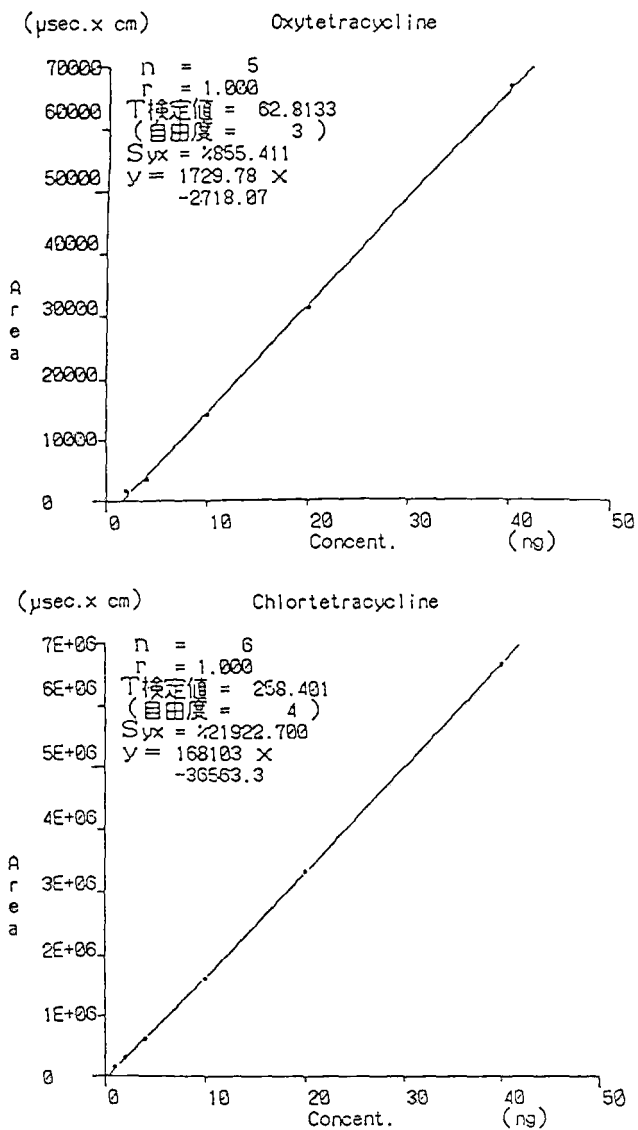 (μsec.x cm) Oxytetracycline
n = 5
r = 1.000
T検定値 = 62.8133
(自由度 = 3 )
Syx = %855.411
y = 1729.78 x
-2718.07
70000
60000
50000
40000
30000
20000
10000
0
Area
0 10 20 30 40 50
Concent. (ng)
(μsec.x cm) Chlortetracycline
n = 6
r = 1.000
T検定値 = 258.401
(自由度 = 4 )
Syx = %21922.700
y = 168103 x
-36563.3
7E+06
6E+06
5E+06
4E+06
3E+06
2E+06
1E+06
0
Area
0 10 20 30 40 50
Concent. (ng)